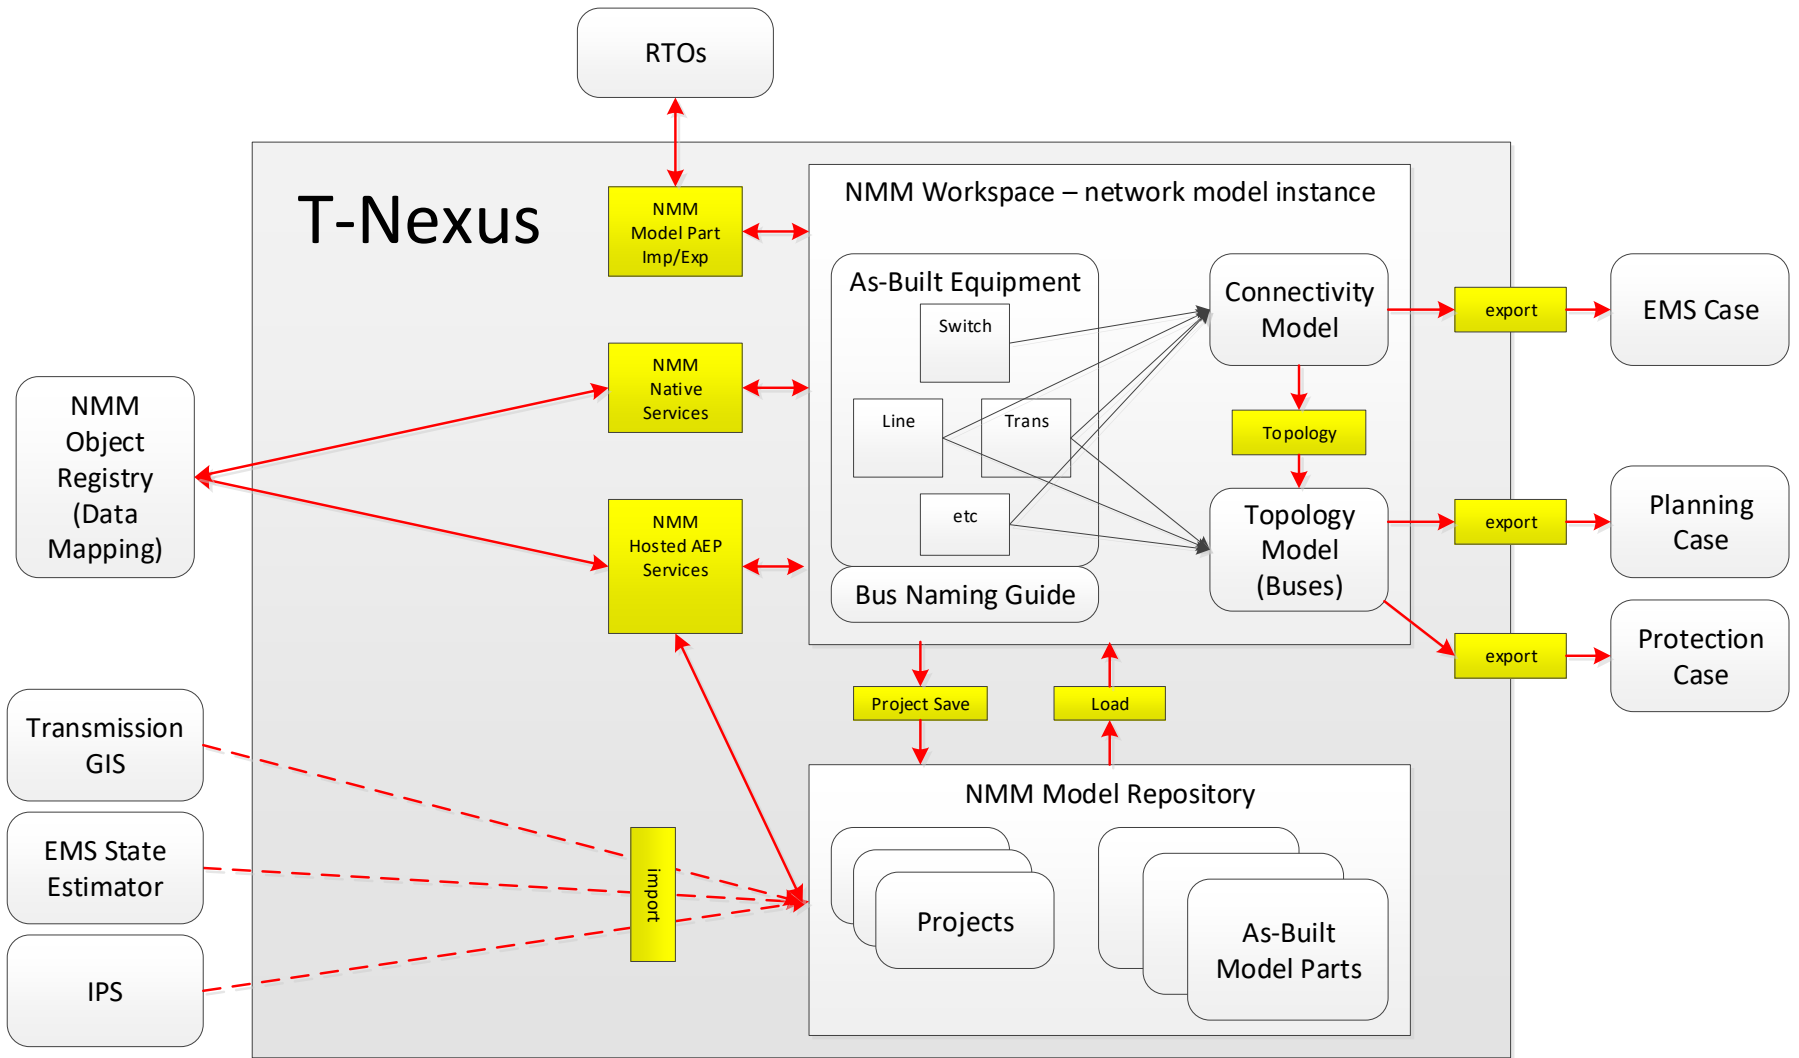 RTOs
T-Nexus
NMM
Model Part
Imp/Exp
NMM Workspace – network model instance
As-Built Equipment
Switch
Line
Trans
etc
Bus Naming Guide
Connectivity
Model
Topology
Topology
Model
(Buses)
export
EMS Case
export
Planning
Case
export
Protection
Case
NMM
Native
Services
NMM
Object
Registry
(Data
Mapping)
NMM
Hosted AEP
Services
Project Save
Load
Transmission
GIS
EMS State
Estimator
IPS
import
NMM Model Repository
Projects
As-Built
Model Parts